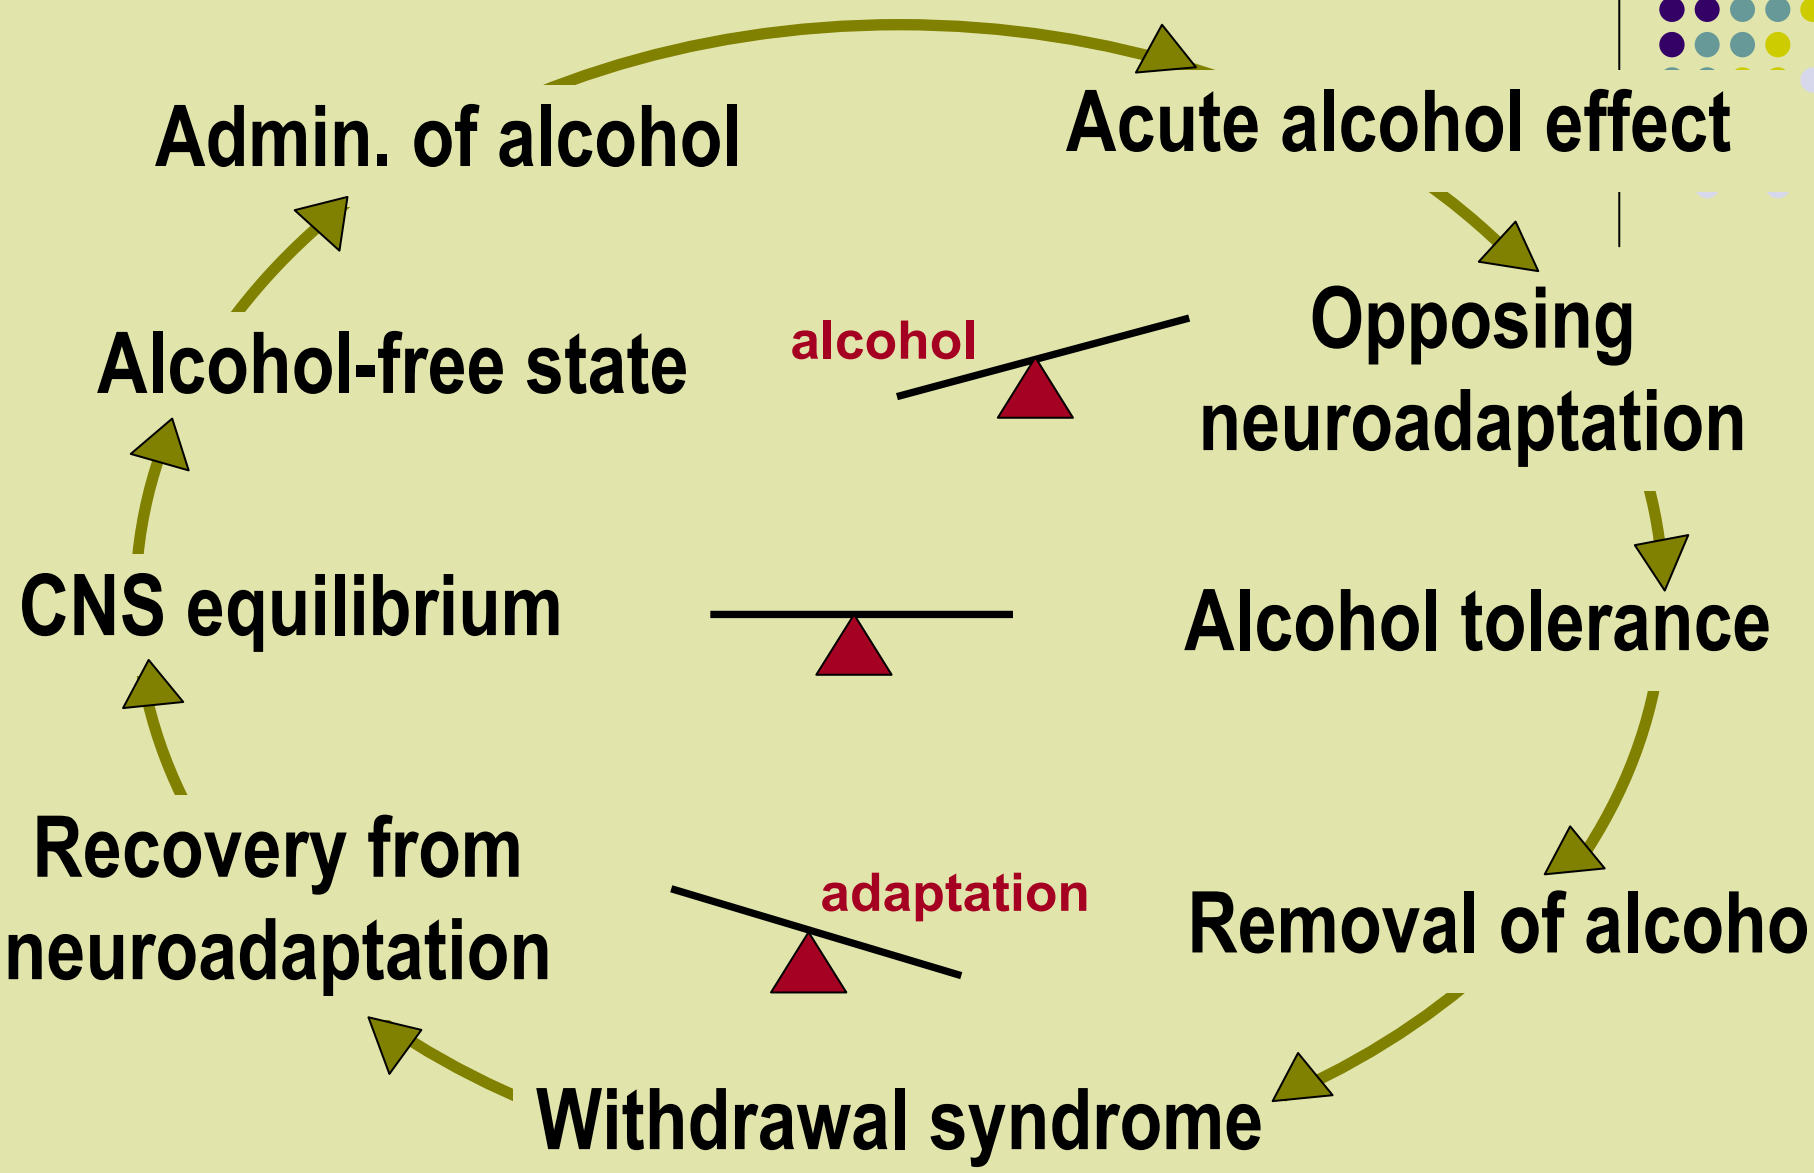 Admin. of alcohol
Acute alcohol effect
Opposing
neuroadaptation
Alcohol tolerance
Removal of alcoho
Withdrawal syndrome
Recovery from
neuroadaptation
CNS equilibrium
Alcohol-free state
alcohol
adaptation